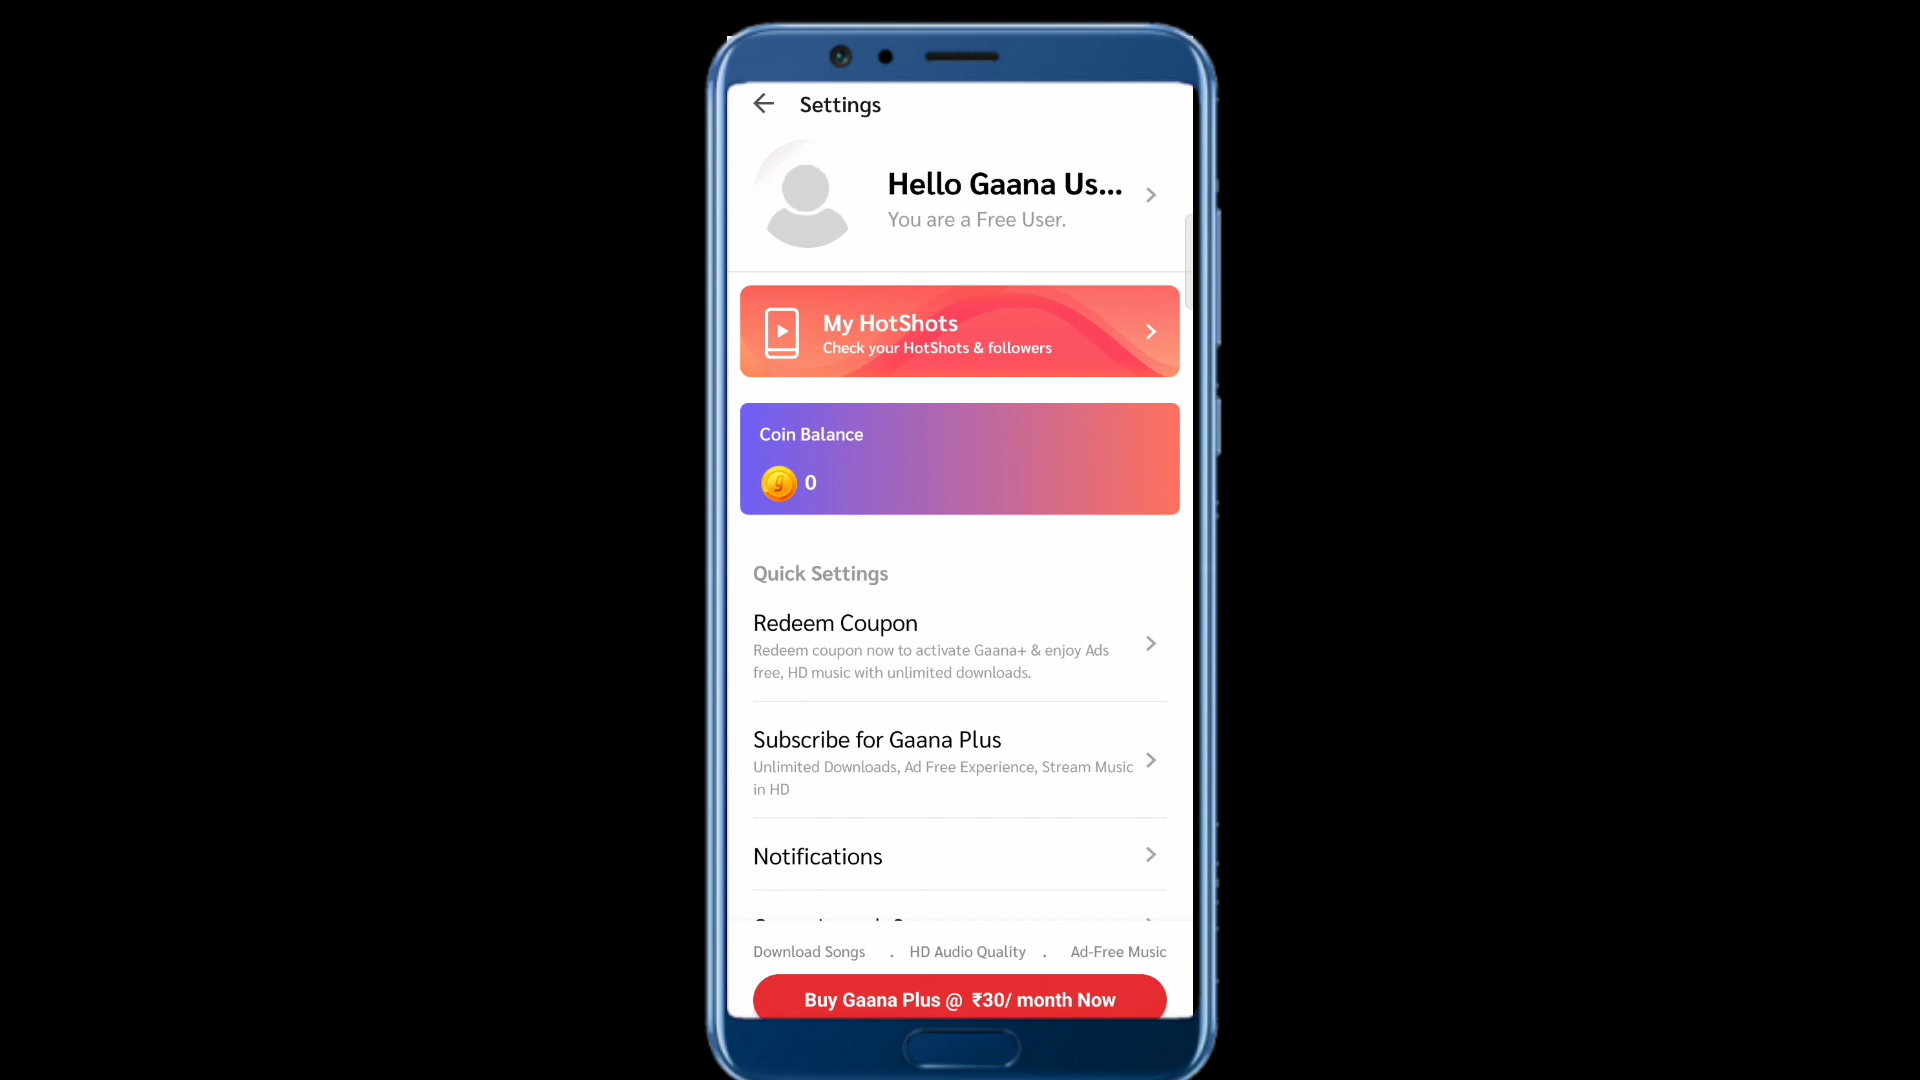 Settings
Hello Gaana Us...
You are a Free User.
My HotShots
Check your HotShots & followers
Coin Balance
g 0
Quick Settings
Redeem Coupon
Redeem coupon now to activate Gaana+ & enjoy Ads
free, HD music with unlimited downloads.
Subscribe for Gaana Plus
Unlimited Downloads, Ad Free Experience, Stream Music
in HD
Notifications
Download Songs . HD Audio Quality . Ad-Free Music
Buy Gaana Plus @ ₹30/ month Now